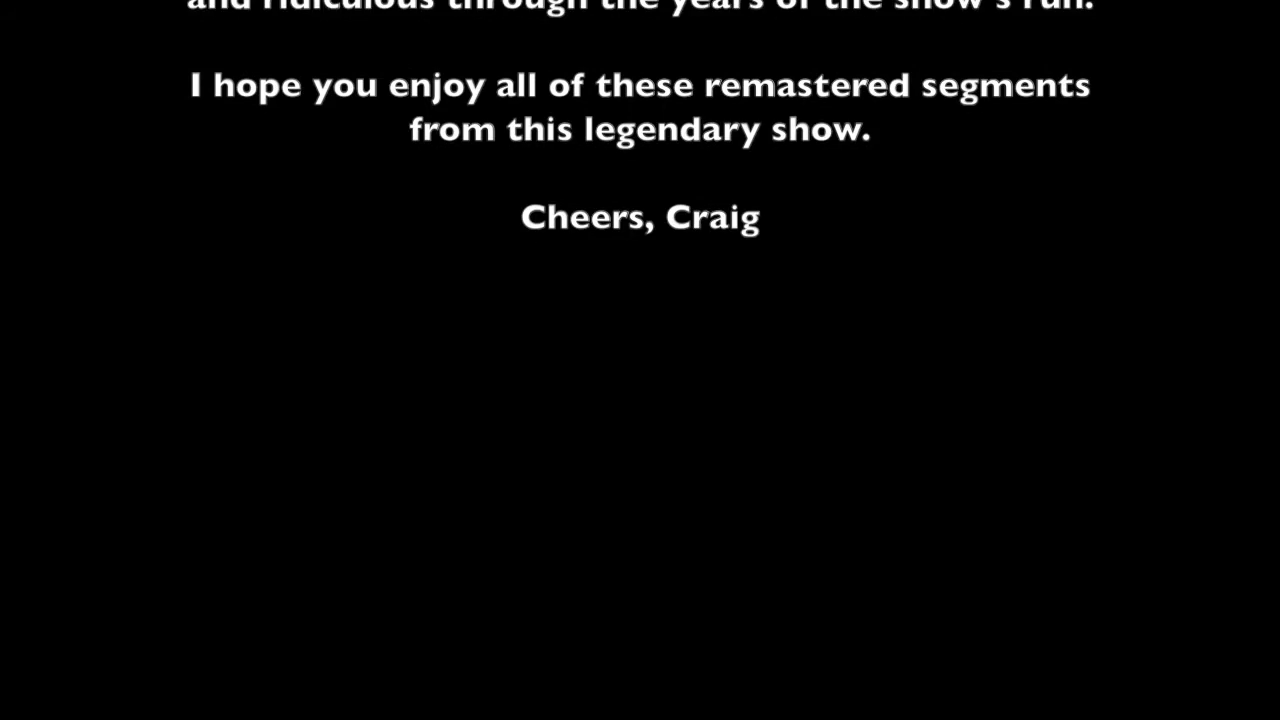 and ridiculous through the years of the show's run.
I hope you enjoy all of these remastered segments
from this legendary show.
Cheers, Craig